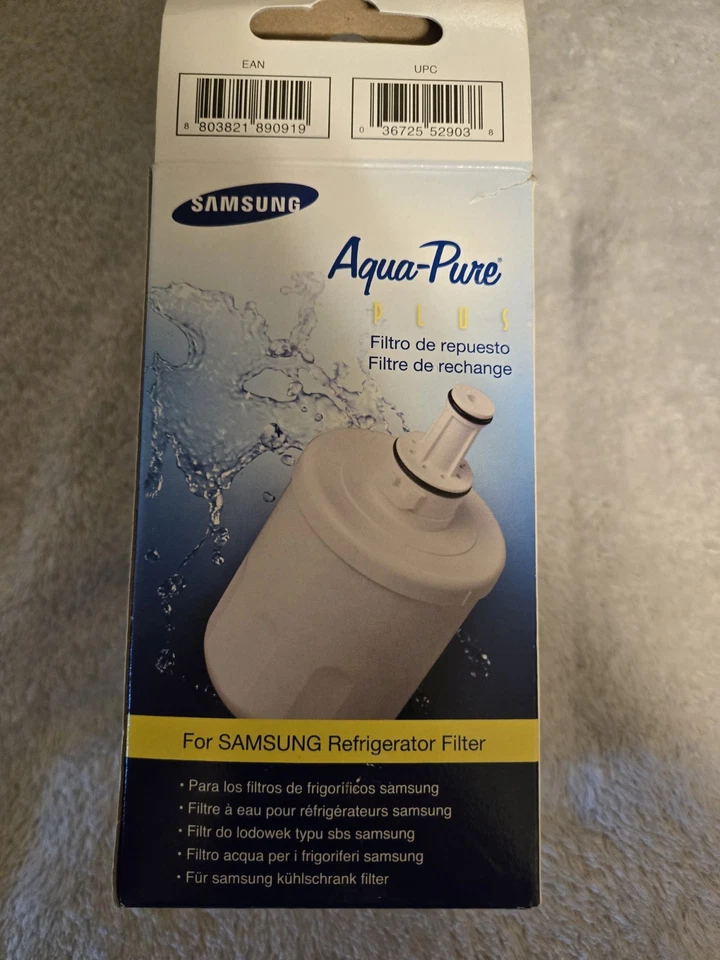 EAN
UPC
8 803821 890919
0 36725 52903 8
SAMSUNG
Aqua-Pure®
PLUS
Filtro de repuesto
Filtre de rechange
For SAMSUNG Refrigerator Filter
• Para los filtros de frigoríficos samsung
• Filtre à eau pour réfrigérateurs samsung
• Filtr do lodowek typu sbs samsung
• Filtro acqua per i frigoriferi samsung
• Für samsung kühlschrank filter